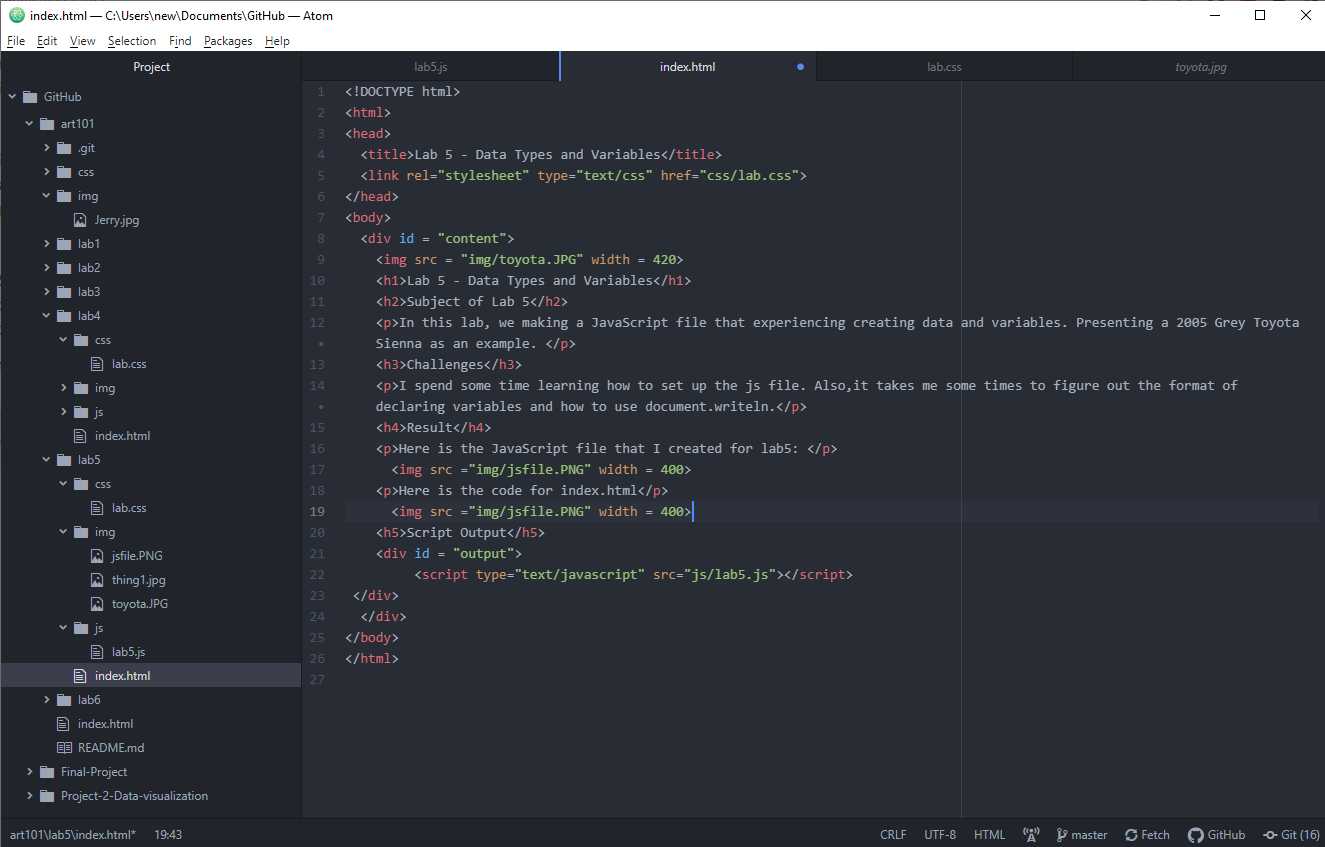 index.html — C:\Users\new\Documents\GitHub — Atom
File Edit View Selection Find Packages Help
Project
lab5.js index.html lab.css toyota.jpg
GitHub
art101
.git
css
img
Jerry.jpg
lab1
lab2
lab3
lab4
css
lab.css
img
js
index.html
lab5
css
lab.css
img
jsfile.PNG
thing1.jpg
toyota.JPG
js
lab5.js
index.html
lab6
index.html
README.md
Final-Project
Project-2-Data-visualization
1 <!DOCTYPE html>
2 <html>
3 <head>
4 <title>Lab 5 - Data Types and Variables</title>
5 <link rel="stylesheet" type="text/css" href="css/lab.css">
6 </head>
7 <body>
8 <div id = "content">
9 <img src = "img/toyota.JPG" width = 420>
10 <h1>Lab 5 - Data Types and Variables</h1>
11 <h2>Subject of Lab 5</h2>
12 <p>In this lab, we making a JavaScript file that experiencing creating data and variables. Presenting a 2005 Grey Toyota
• Sienna as an example. </p>
13 <h3>Challenges</h3>
14 <p>I spend some time learning how to set up the js file. Also,it takes me some times to figure out the format of
• declaring variables and how to use document.writeln.</p>
15 <h4>Result</h4>
16 <p>Here is the JavaScript file that I created for lab5: </p>
17 <img src ="img/jsfile.PNG" width = 400>
18 <p>Here is the code for index.html</p>
19 <img src ="img/jsfile.PNG" width = 400>
20 <h5>Script Output</h5>
21 <div id = "output">
22 <script type="text/javascript" src="js/lab5.js"></script>
23 </div>
24 </div>
25 </body>
26 </html>
27
art101\lab5\index.html* 19:43 CRLF UTF-8 HTML master Fetch GitHub Git (16)